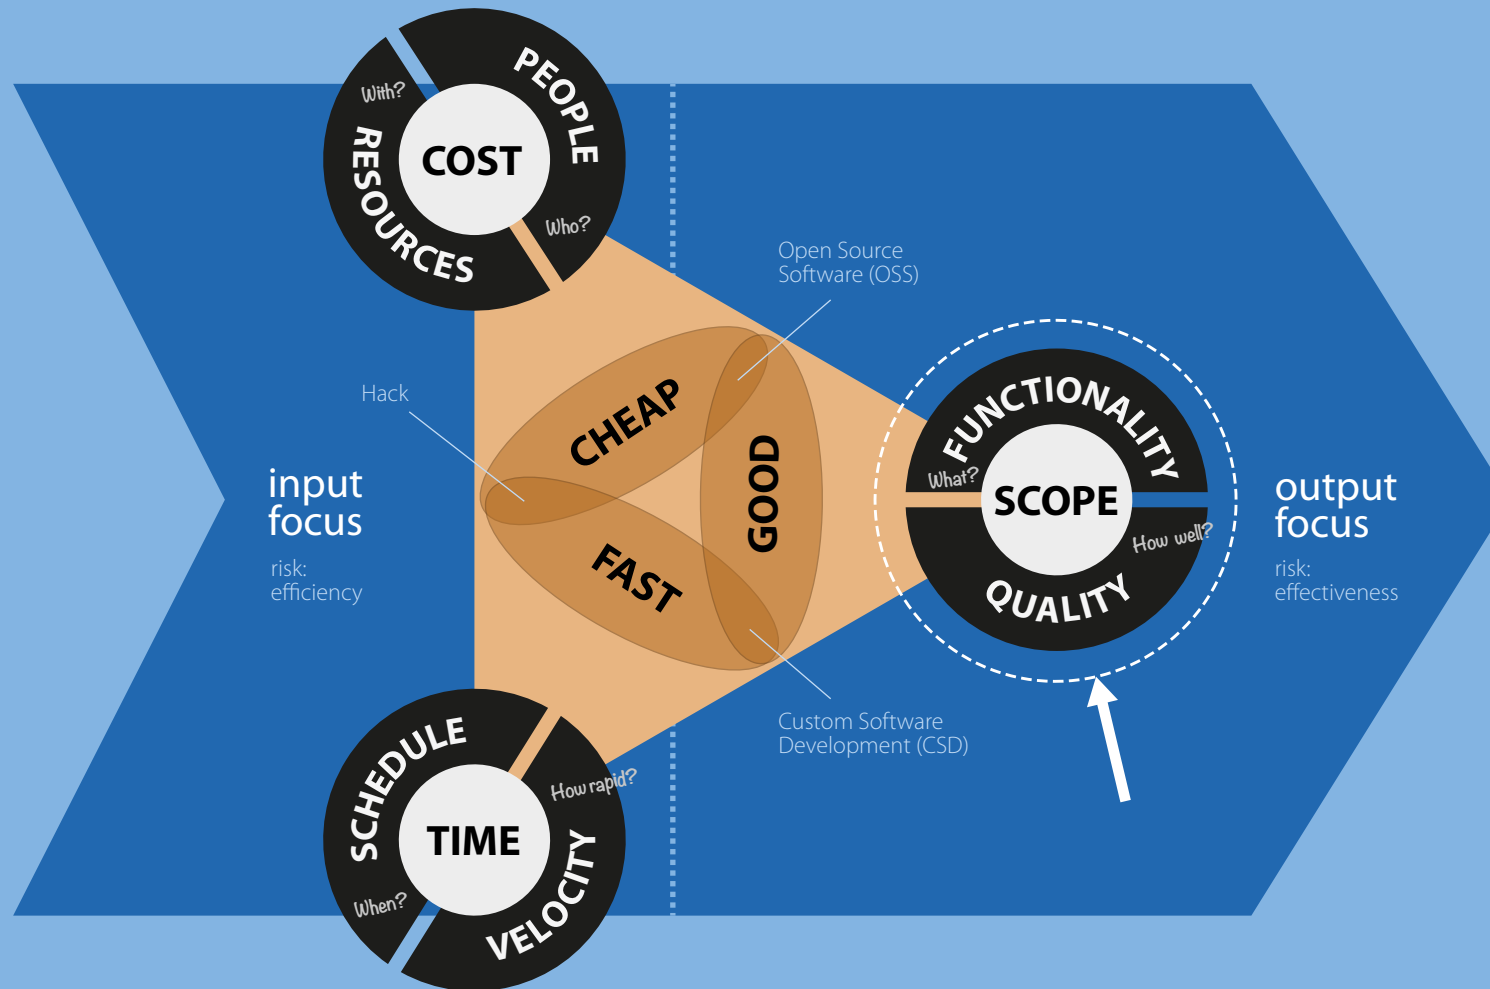 PEOPLE
With?
COST
RESOURCES
Who?
Open Source
Software (OSS)
Hack
CHEAP
GOOD
FAST
input
focus
risk:
efficiency
FUNCTIONALITY
What?
SCOPE
How well?
QUALITY
output
focus
risk:
effectiveness
Custom Software
Development (CSD)
SCHEDULE
How rapid?
TIME
When?
VELOCITY